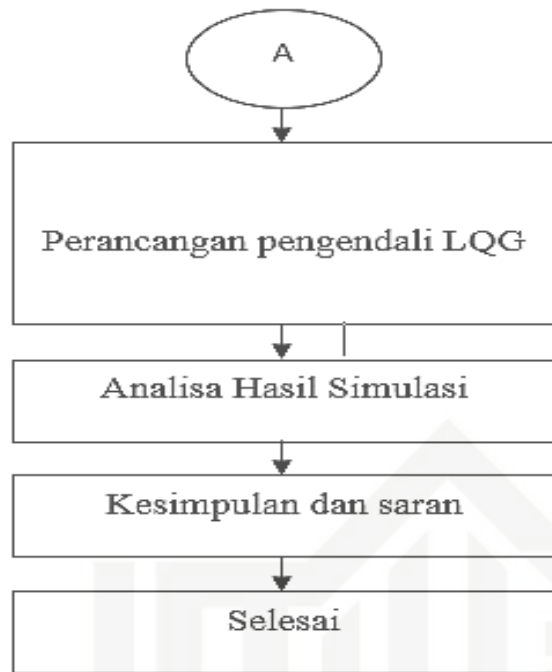 A
Perancangan pengendali LQG
Analisa Hasil Simulasi
Kesimpulan dan saran
Selesai